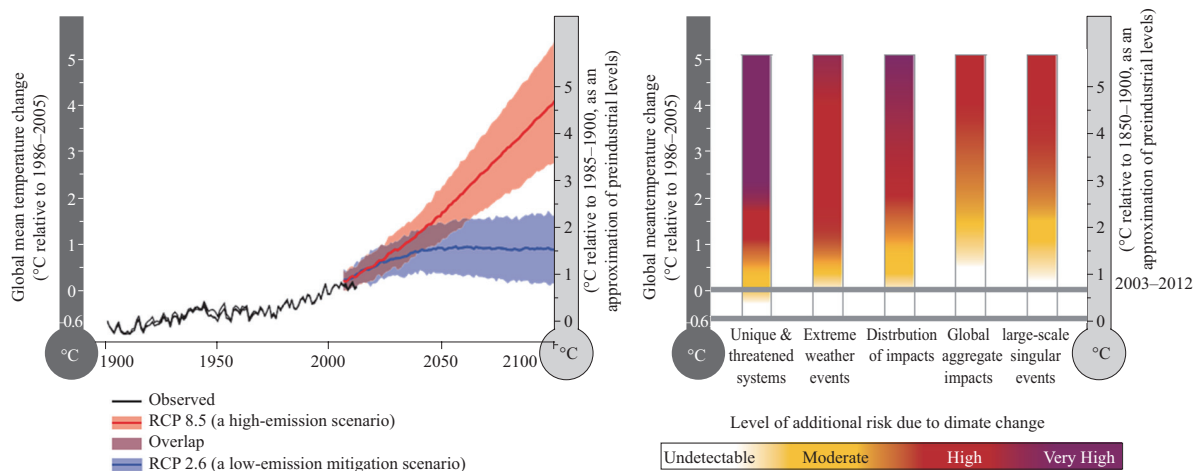 Global mean temperature change
(°C relative to 1986–2005)
°C
5
4
3
2
1
0
-0.6
°C
1900
1950
2000
2050
2100
5
4
3
2
1
0
°C
(°C relative to 1985–1900, as an
approximation of preindustrial levels)
Observed
RCP 8.5 (a high-emission scenario)
Overlap
RCP 2.6 (a low-emission mitigation scenario)
Global meantemperature change
(°C relative to 1986–2005)
°C
5
4
3
2
1
0
-0.6
°C
Unique &
threatened
systems
Extreme
weather
events
Distrbution
of impacts
Global
aggregate
impacts
large-scale
singular
events
5
4
3
2
1
0
°C
(°C relative to 1850–1900, as an
approximation of preindustrial levels)
2003–2012
Level of additional risk due to dimate change
Undetectable
Moderate
High
Very High